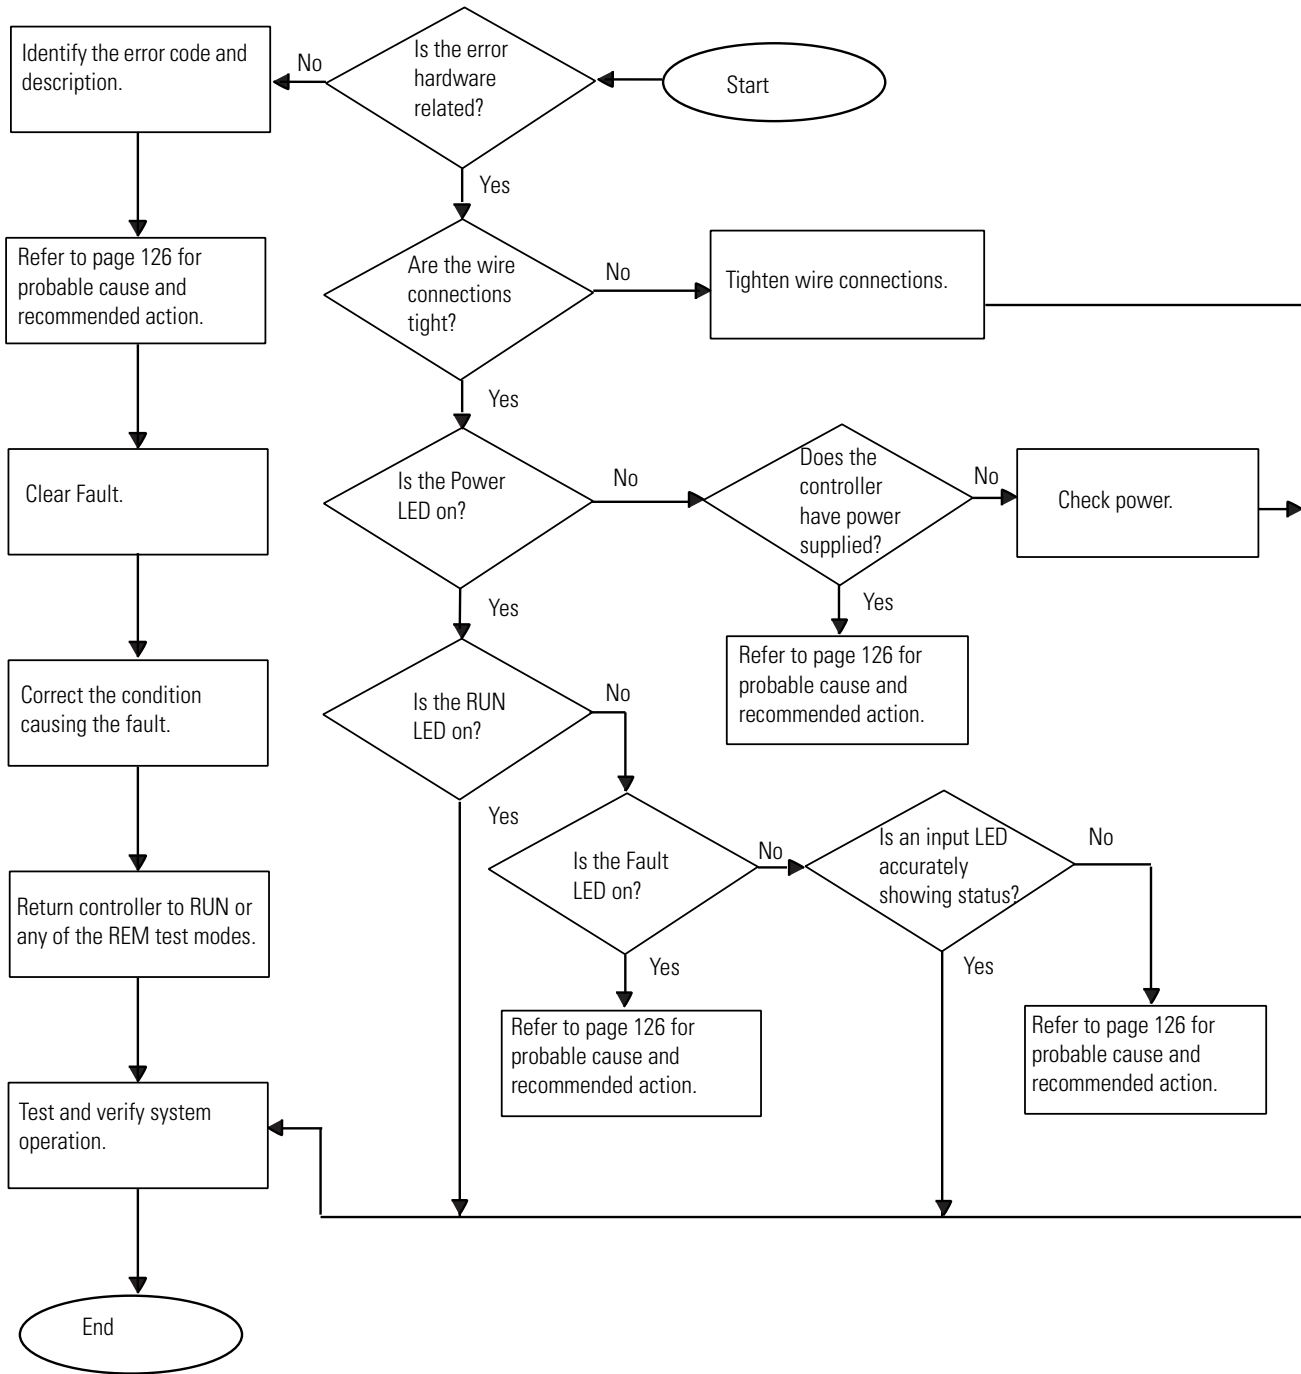 Start
Is the error
hardware
related?
No
Identify the error code and
description.
Yes
Refer to page 126 for
probable cause and
recommended action.
Are the wire
connections
tight?
No
Tighten wire connections.
Yes
Clear Fault.
Is the Power
LED on?
No
Does the
controller
have power
supplied?
No
Check power.
Yes
Yes
Refer to page 126 for
probable cause and
recommended action.
Correct the condition
causing the fault.
Is the RUN
LED on?
No
Yes
Is the Fault
LED on?
No
Is an input LED
accurately
showing status?
No
Return controller to RUN or
any of the REM test modes.
Yes
Yes
Refer to page 126 for
probable cause and
recommended action.
Refer to page 126 for
probable cause and
recommended action.
Test and verify system
operation.
End